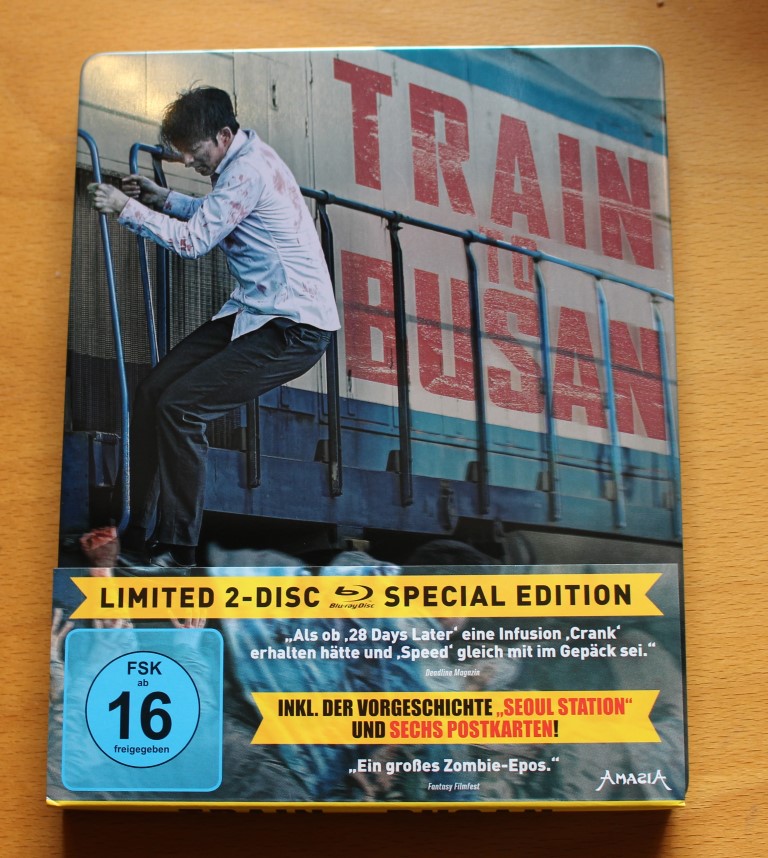 TRAIN
TO
BUSAN
LIMITED 2-DISC Blu-ray Disc SPECIAL EDITION
„Als ob ‚28 Days Later‘ eine Infusion ‚Crank‘
erhalten hätte und ‚Speed‘ gleich mit im Gepäck sei.“
Deadline Magazin
FSK
ab
16
freigegeben
INKL. DER VORGESCHICHTE „SEOUL STATION“
UND SECHS POSTKARTEN!
„Ein großes Zombie-Epos.“
Fantasy Filmfest
AMASIA